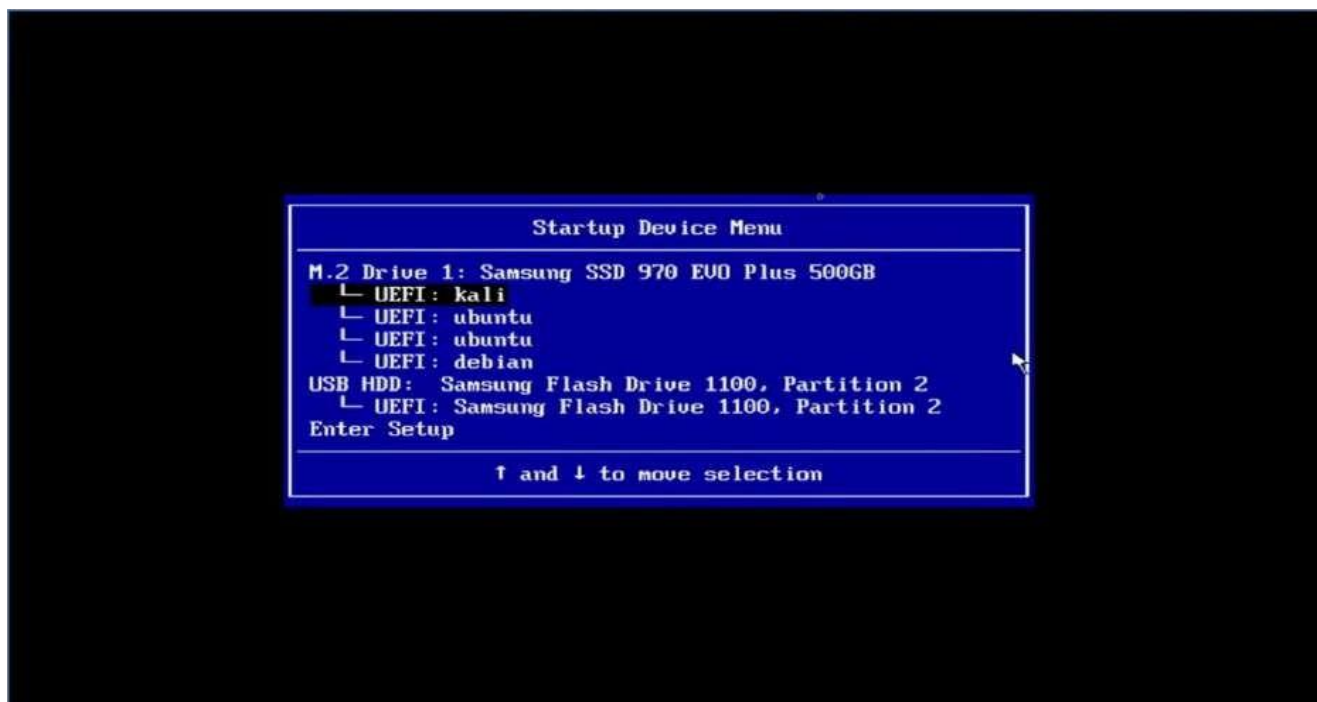 Startup Device Menu
M.2 Drive 1: Samsung SSD 970 EVO Plus 500GB
└─ UEFI: kali
└─ UEFI: ubuntu
└─ UEFI: ubuntu
└─ UEFI: debian
USB HDD: Samsung Flash Drive 1100, Partition 2
└─ UEFI: Samsung Flash Drive 1100, Partition 2
Enter Setup
↑ and ↓ to move selection